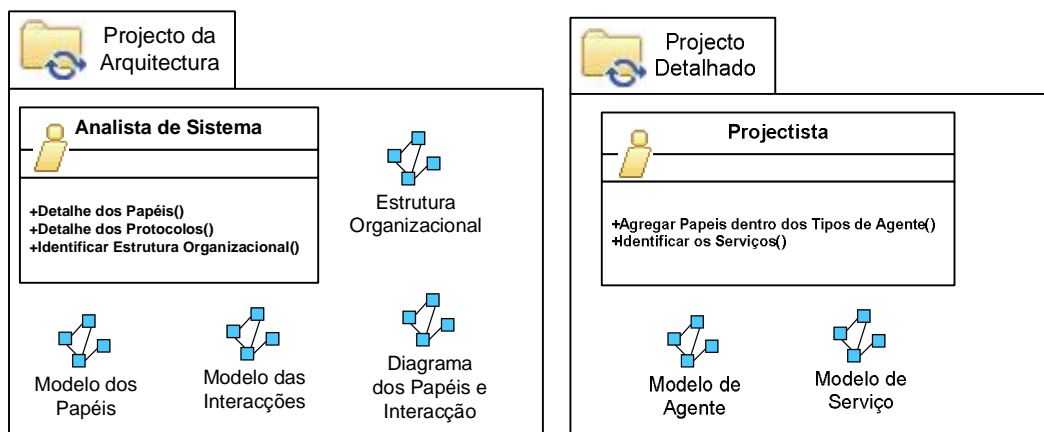 Projecto da
Arquitectura
Analista de Sistema
+Detalhe dos Papéis()
+Detalhe dos Protocolos()
+Identificar Estrutura Organizacional()
Estrutura
Organizacional
Modelo dos
Papéis
Modelo das
Interacções
Diagrama
dos Papéis e
Interacção
Projecto
Detalhado
Projectista
+Agregar Papeis dentro dos Tipos de Agente()
+Identificar os Serviços()
Modelo de
Agente
Modelo de
Serviço